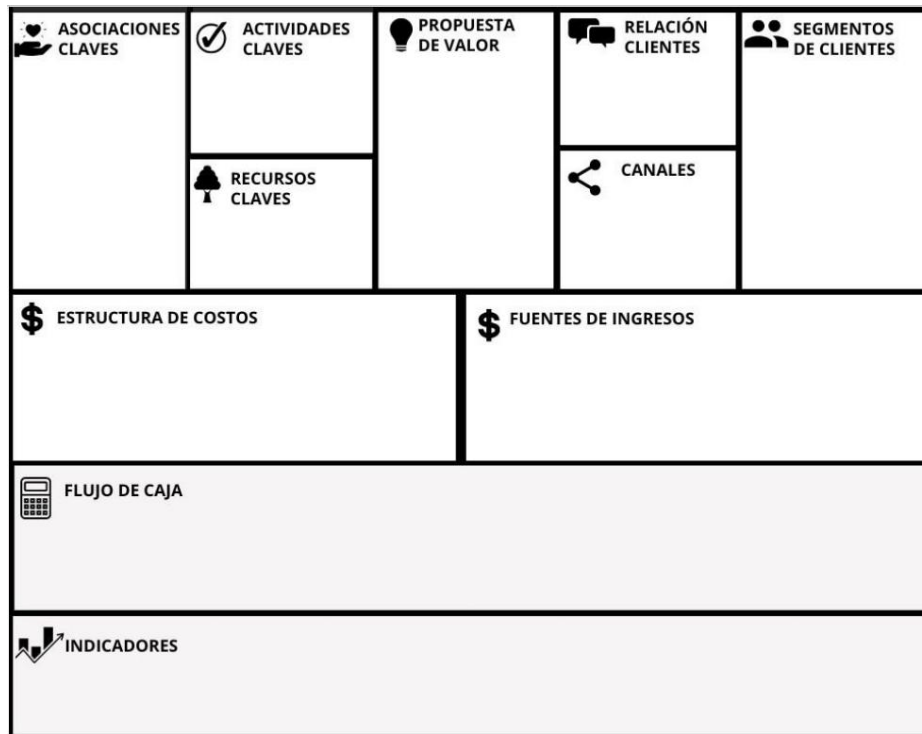 ASOCIACIONES
CLAVES
ACTIVIDADES
CLAVES
PROPUESTA
DE VALOR
RELACIÓN
CLIENTES
SEGMENTOS
DE CLIENTES
RECURSOS
CLAVES
CANALES
$ ESTRUCTURA DE COSTOS
$ FUENTES DE INGRESOS
FLUJO DE CAJA
INDICADORES